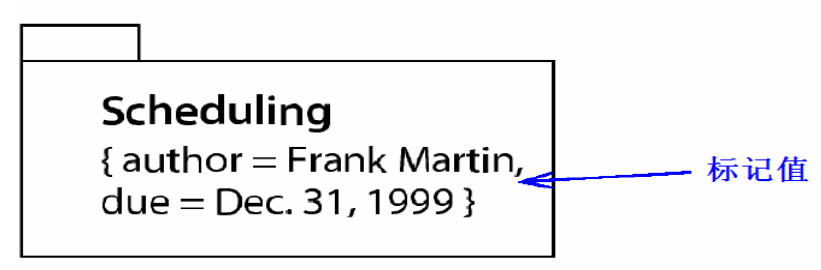 Scheduling
{ author = Frank Martin,
due = Dec. 31, 1999 }
标记值